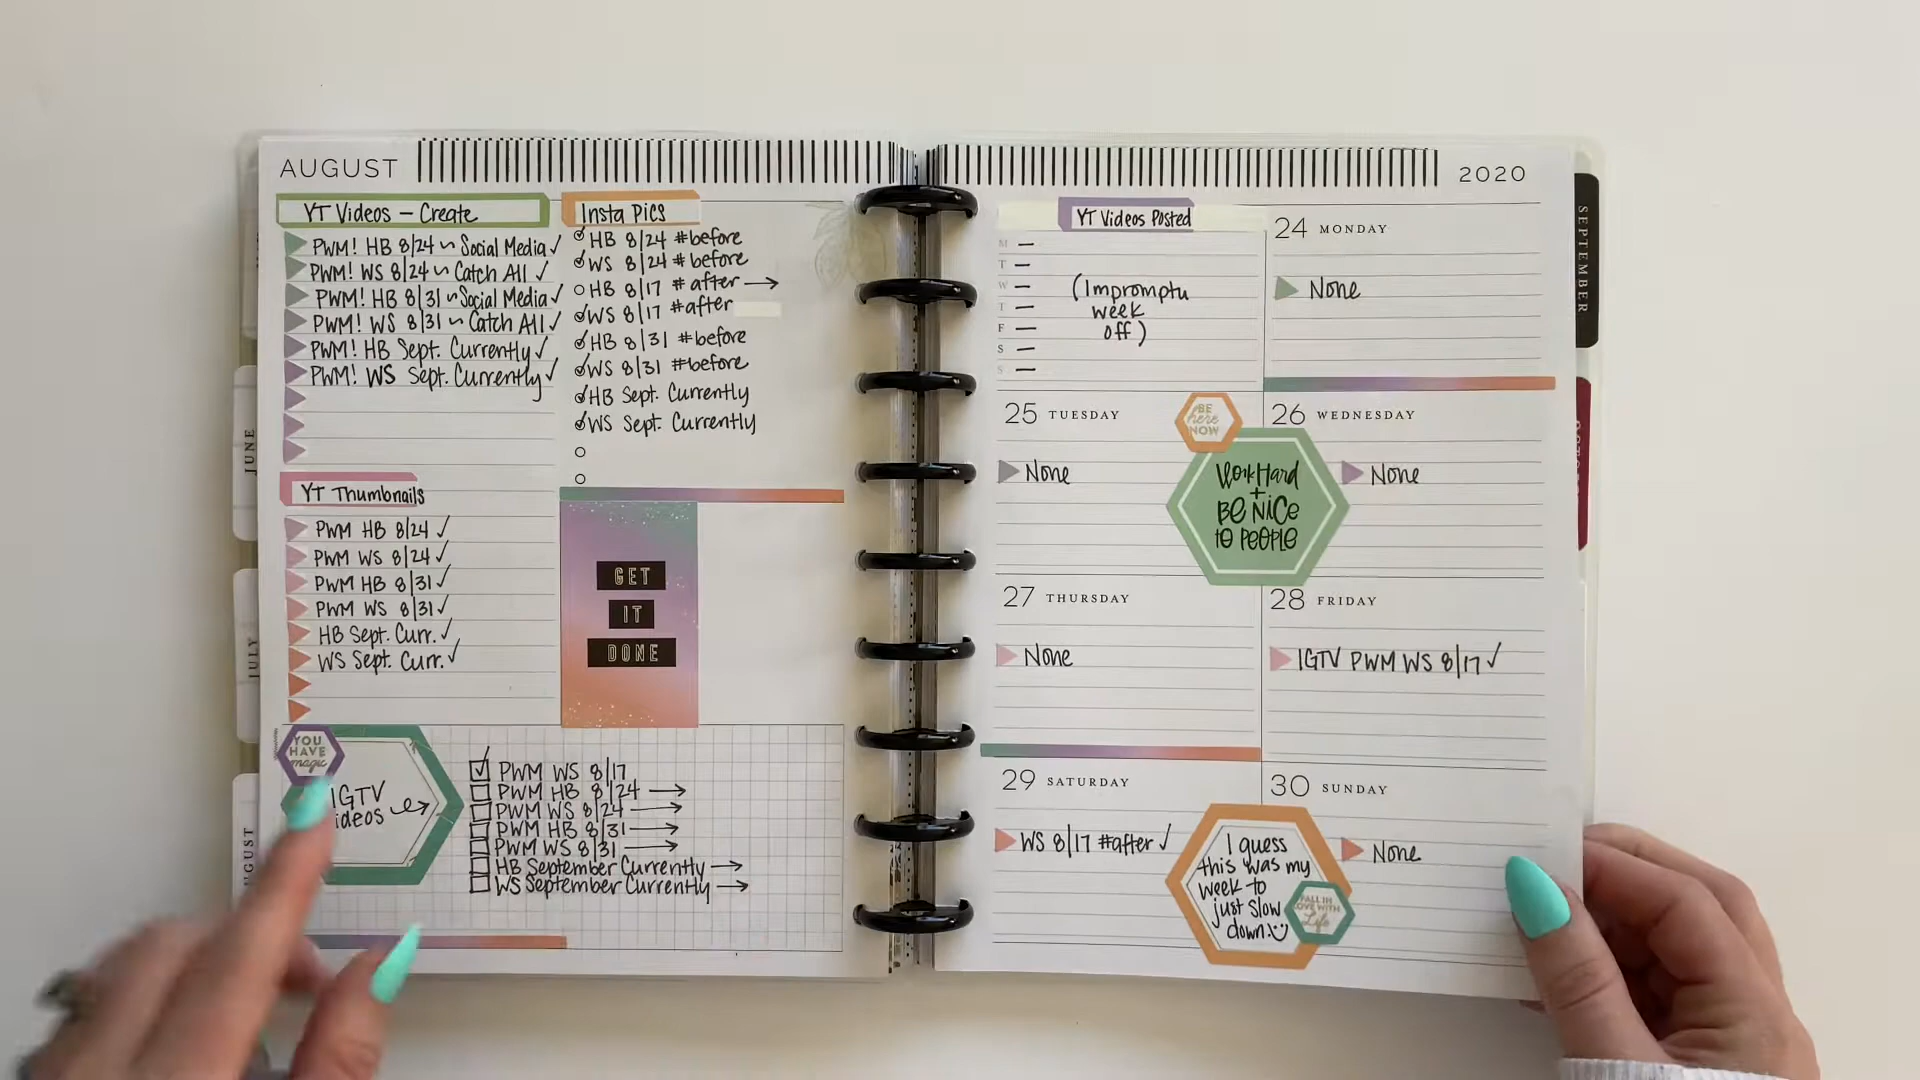 AUGUST
YT Videos - Create
PWM! HB 8/24 ~ Social Media ✓
PWM! WS 8/24 ~ Catch All ✓
PWM! HB 8/31 ~ Social Media ✓
PWM! WS 8/31 ~ Catch All ✓
PWM! HB Sept. Currently ✓
PWM! WS Sept. Currently ✓
YT Thumbnails
PWM HB 8/24 ✓
PWM WS 8/24 ✓
PWM HB 8/31 ✓
PWM WS 8/31 ✓
HB Sept. Curr. ✓
WS Sept. Curr. ✓
Insta Pics
HB 8/24 #before
WS 8/24 #before
HB 8/17 #after →
WS 8/17 #after
HB 8/31 #before
WS 8/31 #before
HB Sept. Currently
WS Sept. Currently
GET
IT
DONE
YOU
HAVE
magic
IGTV
PWM WS 8/17
PWM HB 8/24 →
PWM WS 8/24 →
PWM HB 8/31 →
PWM WS 8/31 →
HB September Currently →
WS September Currently →
JUNE
JULY
2020
YT Videos Posted
M —
T —
W —
T —
F —
S —
S —
(Impromptu
week
off)
24 MONDAY
None
25 TUESDAY
None
BE
here
NOW
Work Hard
+
BE NICE
to PEOPLE
26 WEDNESDAY
None
27 THURSDAY
None
28 FRIDAY
IGTV PWM WS 8/17 ✓
29 SATURDAY
WS 8/17 #after ✓
I guess
this was my
week to
just slow
down.
FALL IN
LOVE WITH
Life
30 SUNDAY
None
SEPTEMBER